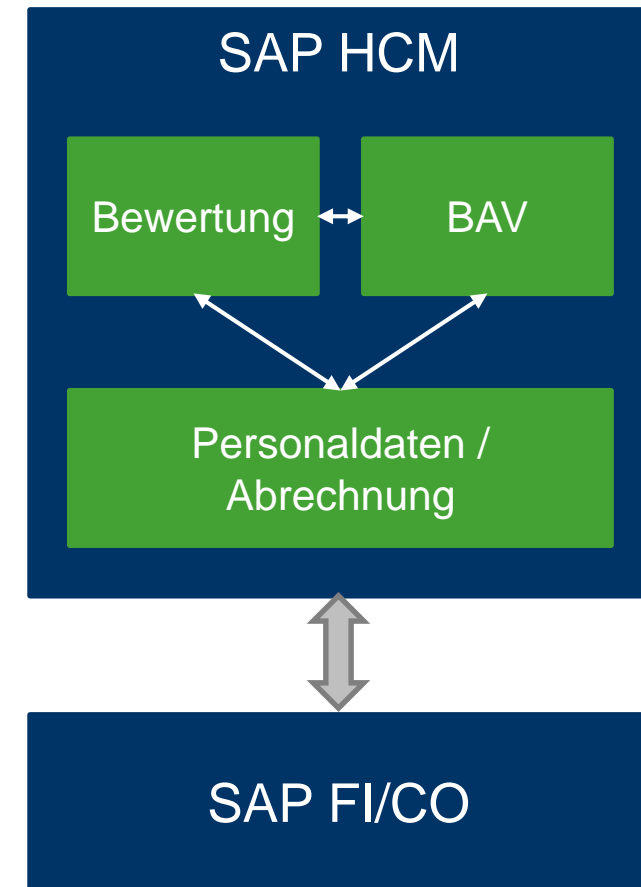 SAP HCM
Bewertung
BAV
Personaldaten /
Abrechnung
SAP FI/CO